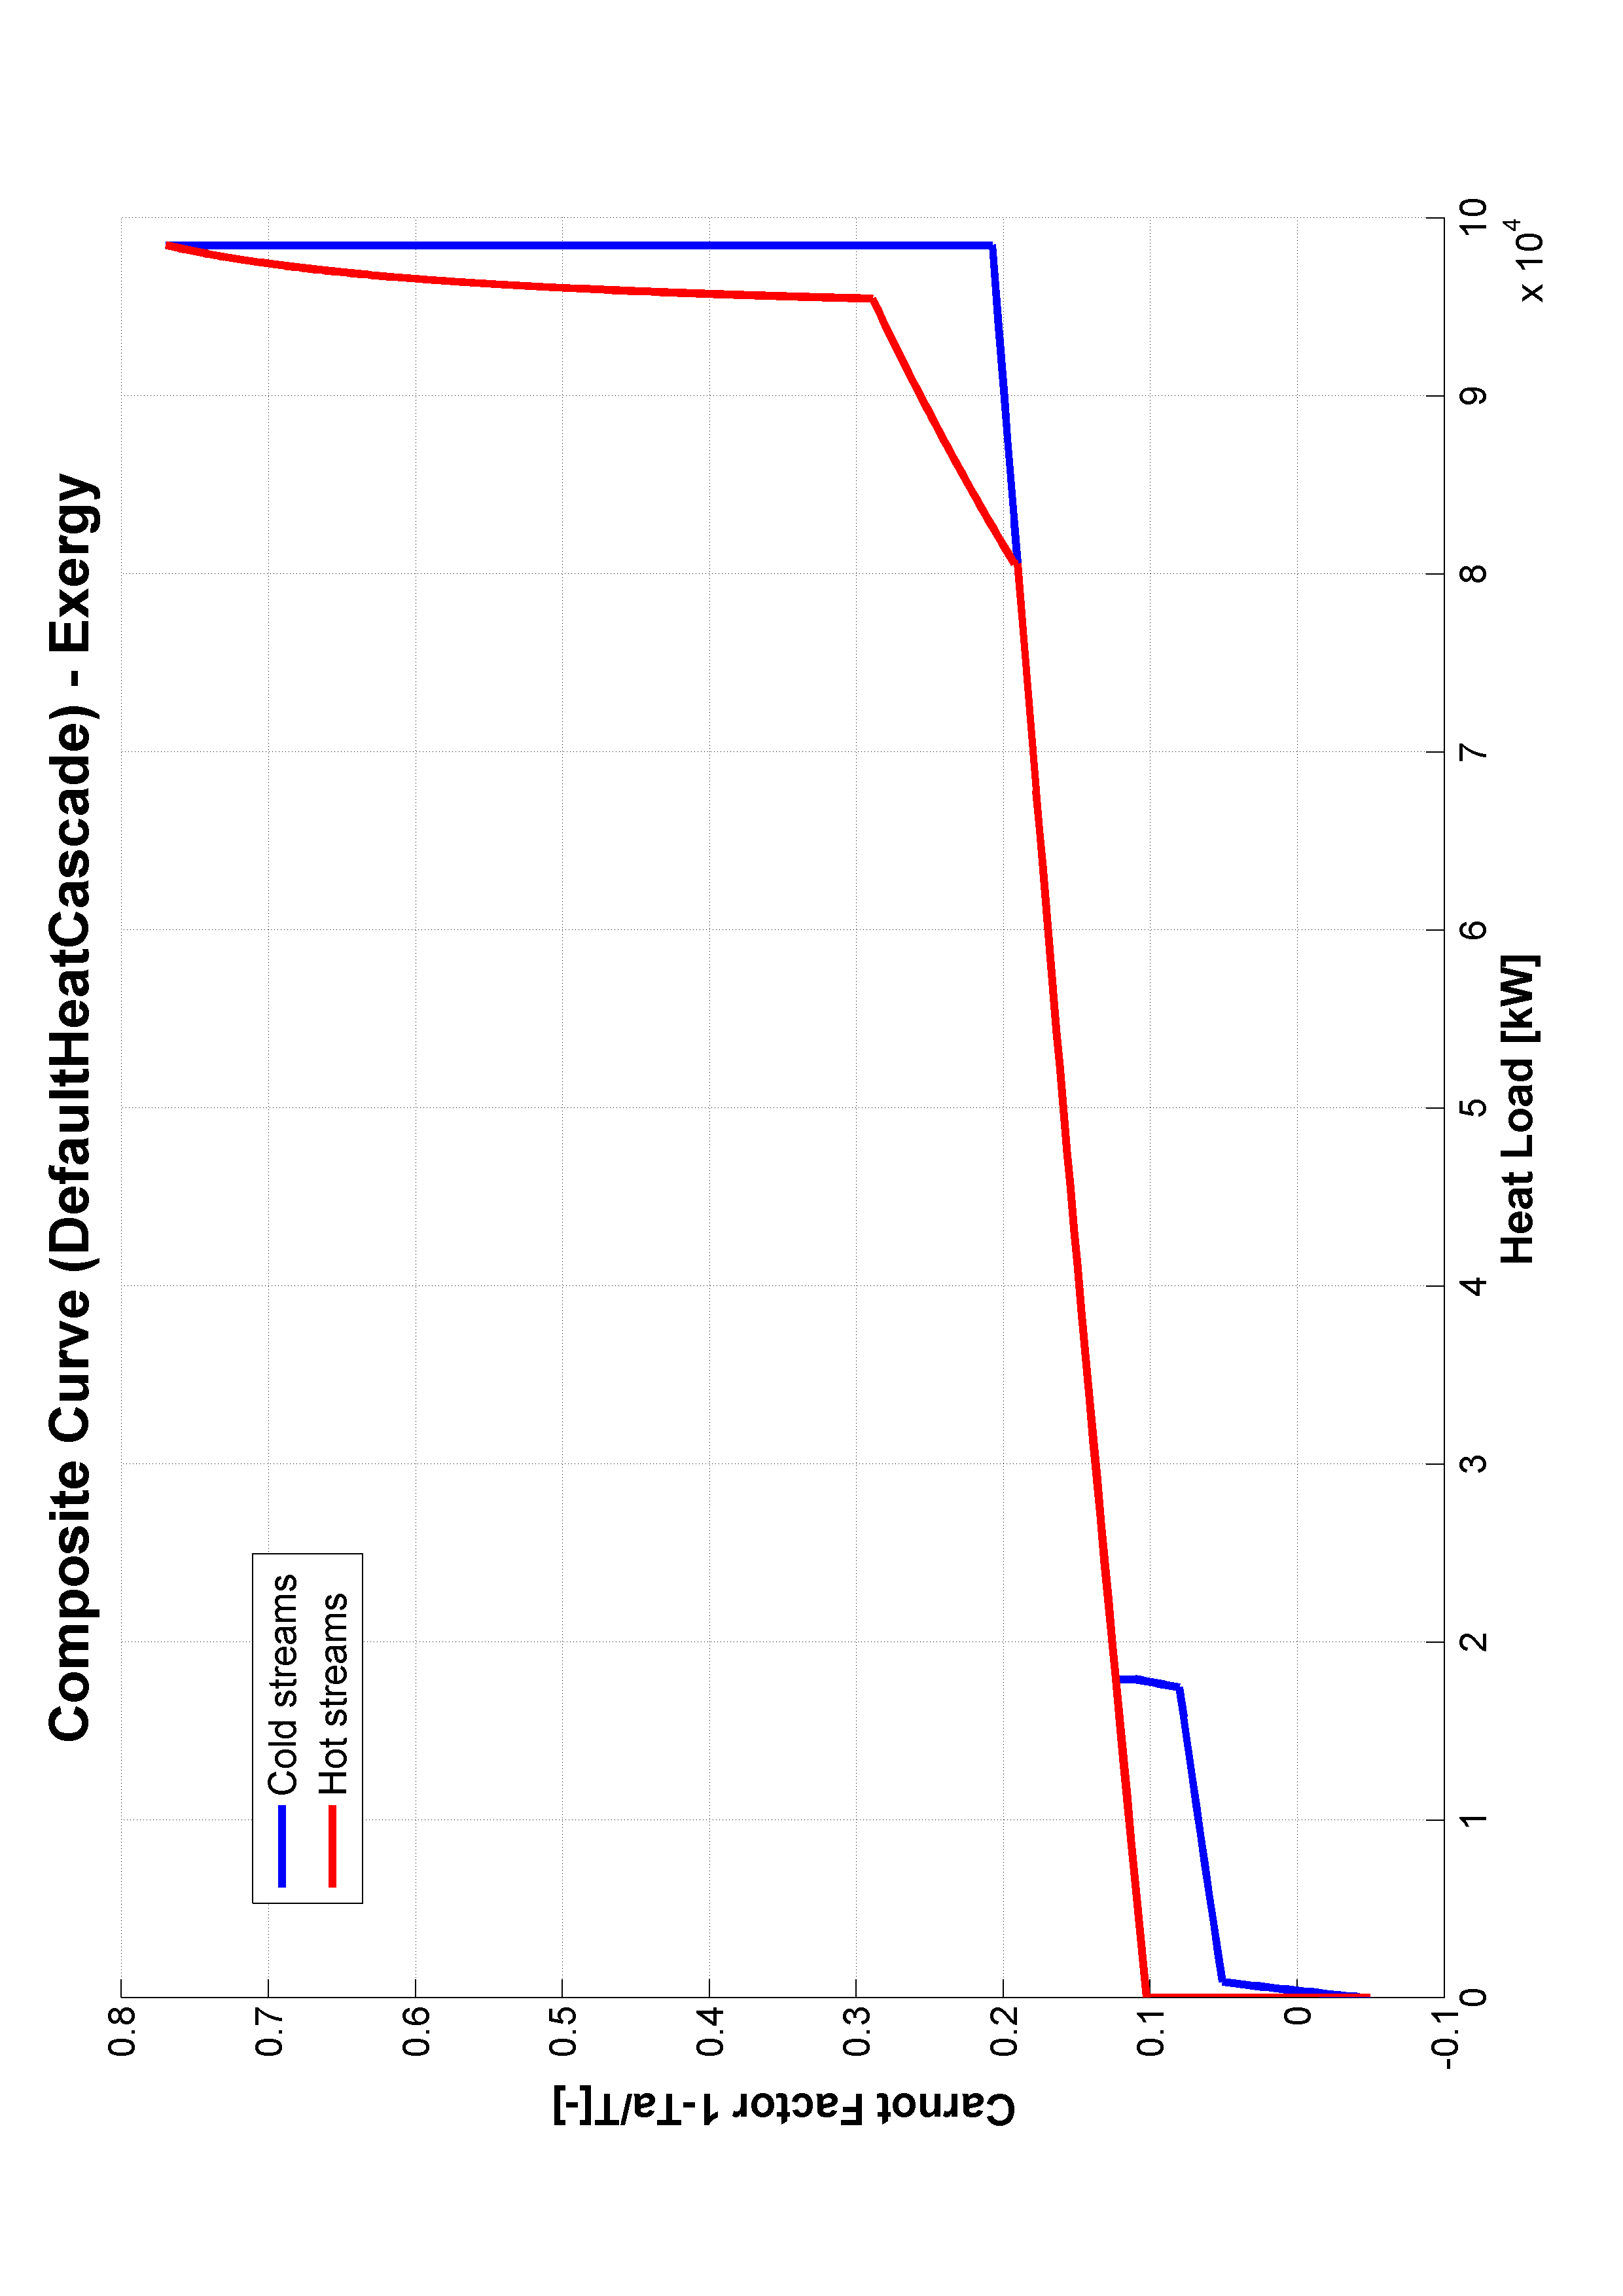 Composite Curve (DefaultHeatCascade) - Exergy
Cold streams
Hot streams
Carnot Factor 1-Ta/T[-]
0.8
0.7
0.6
0.5
0.4
0.3
0.2
0.1
0
-0.1
0 1 2 3 4 5 6 7 8 9 10
x 10^4
Heat Load [kW]